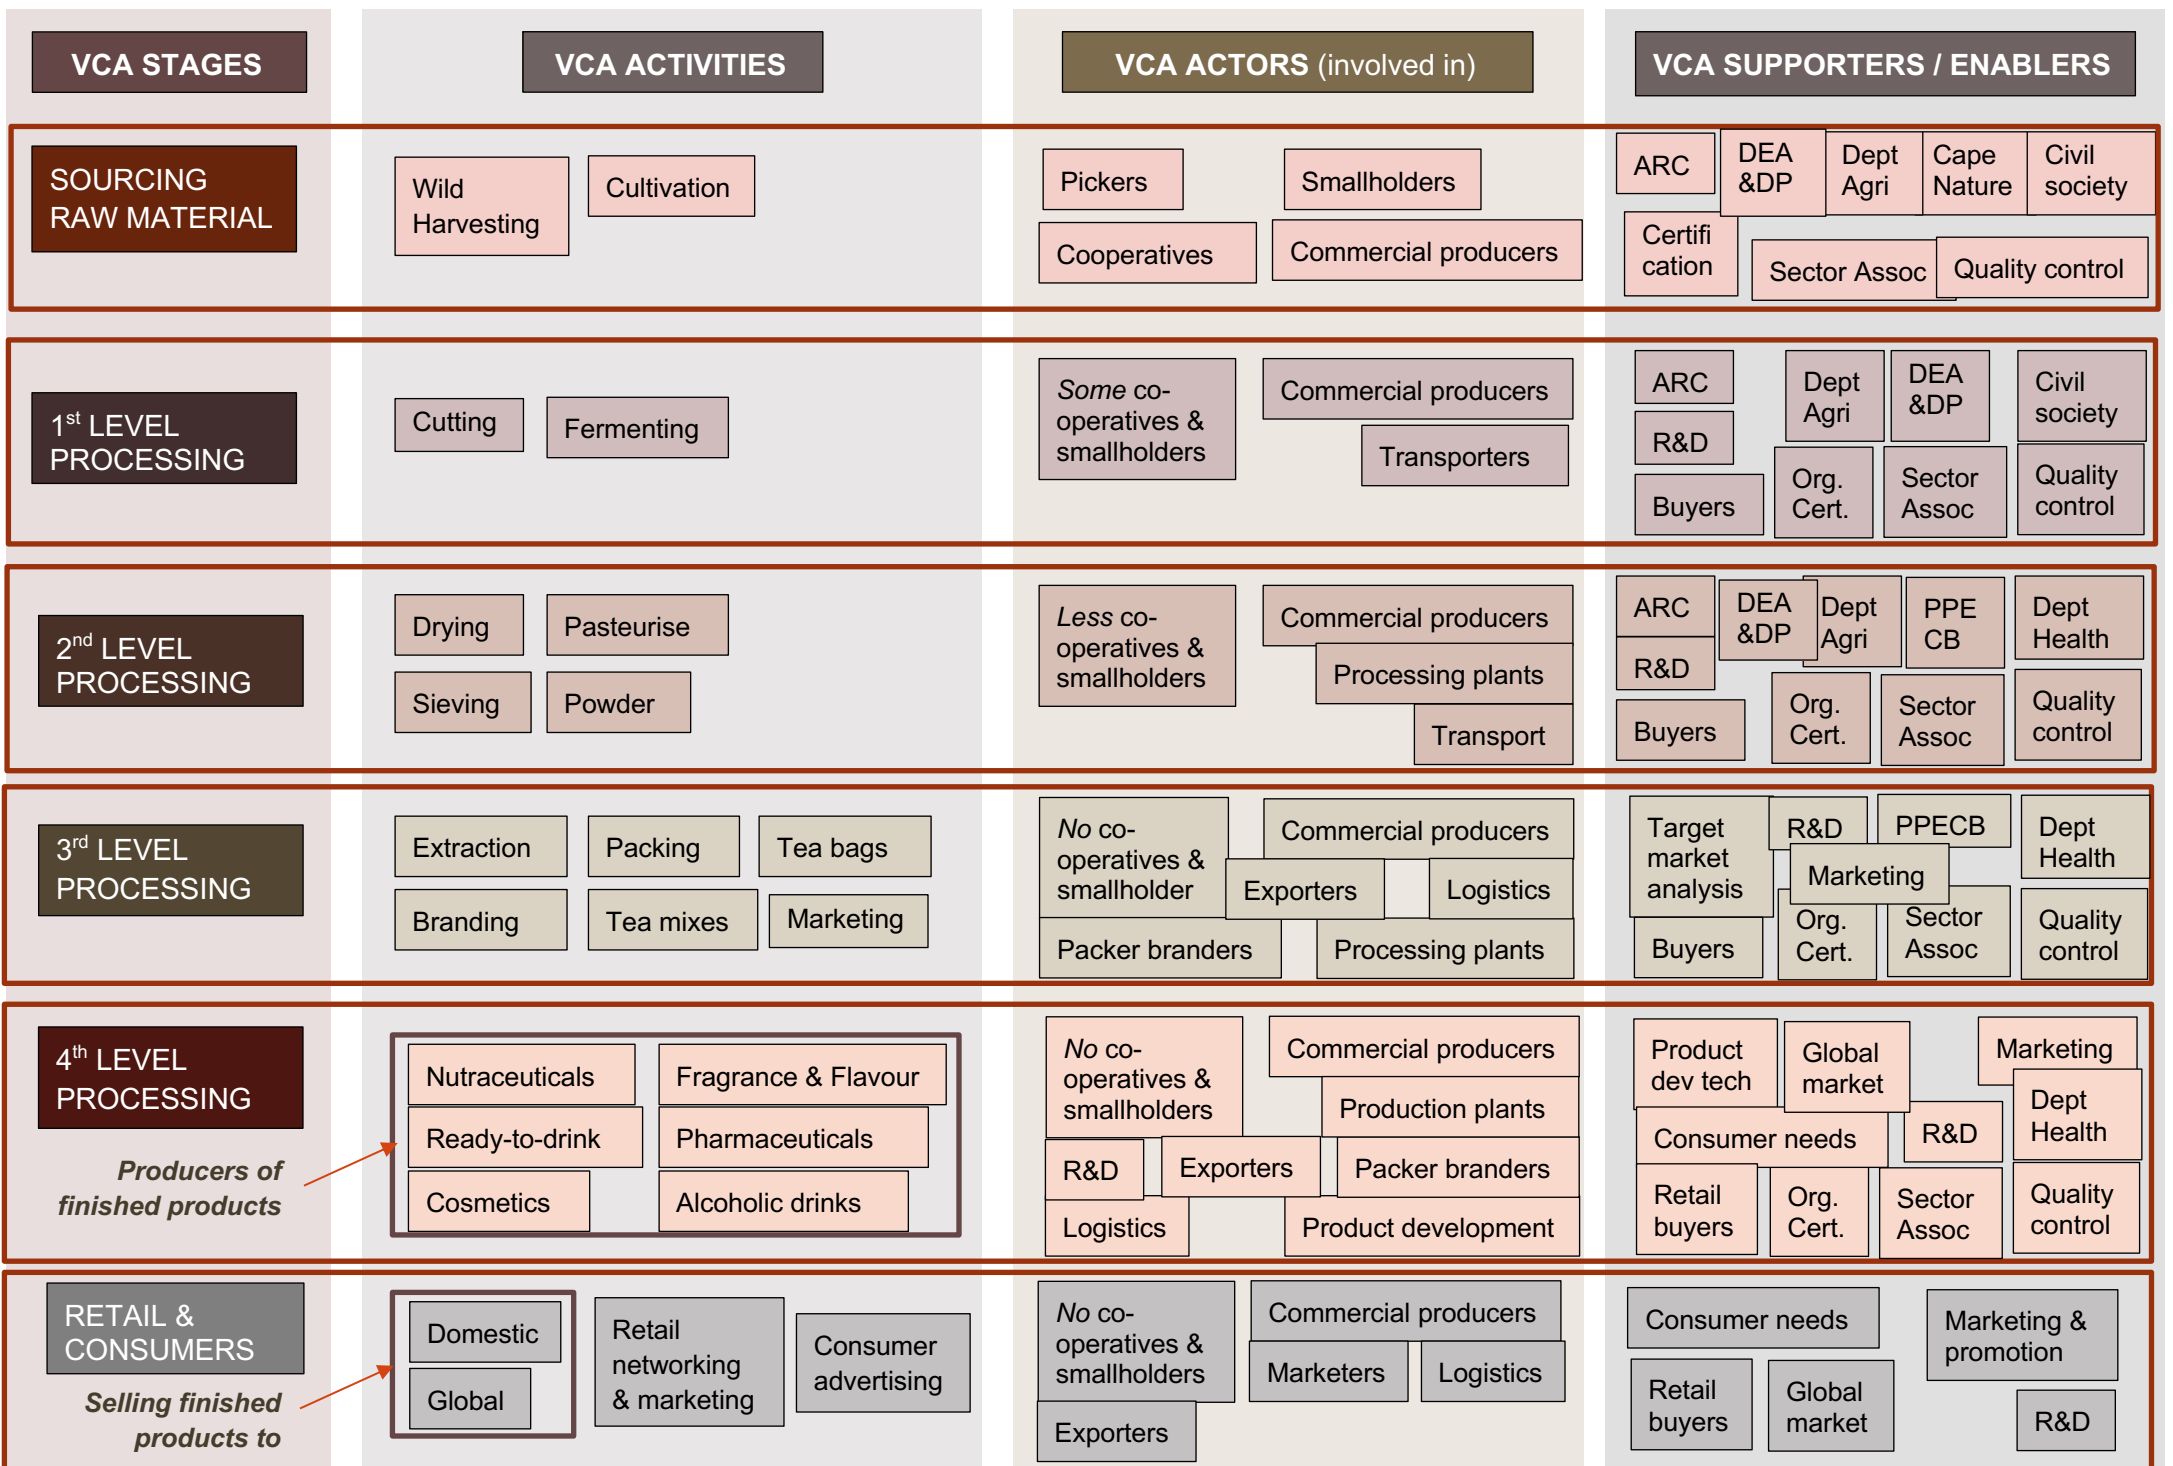 VCA STAGES
VCA ACTIVITIES
VCA ACTORS (involved in)
VCA SUPPORTERS / ENABLERS
SOURCING
RAW MATERIAL
Wild
Harvesting
Cultivation
Pickers
Smallholders
Cooperatives
Commercial producers
ARC
DEA
&DP
Dept
Agri
Cape
Nature
Civil
society
Certifi
cation
Sector Assoc
Quality control
1st LEVEL
PROCESSING
Cutting
Fermenting
Some co-
operatives &
smallholders
Commercial producers
Transporters
ARC
Dept
Agri
DEA
&DP
Civil
society
R&D
Buyers
Org.
Cert.
Sector
Assoc
Quality
control
2nd LEVEL
PROCESSING
Drying
Pasteurise
Sieving
Powder
Less co-
operatives &
smallholders
Commercial producers
Processing plants
Transport
ARC
DEA
&DP
Dept
Agri
PPE
CB
Dept
Health
R&D
Buyers
Org.
Cert.
Sector
Assoc
Quality
control
3rd LEVEL
PROCESSING
Extraction
Packing
Tea bags
Branding
Tea mixes
Marketing
No co-
operatives &
smallholder
Commercial producers
Exporters
Logistics
Packer branders
Processing plants
Target
market
analysis
R&D
PPECB
Dept
Health
Marketing
Buyers
Org.
Cert.
Sector
Assoc
Quality
control
4th LEVEL
PROCESSING
Producers of
finished products
Nutraceuticals
Fragrance & Flavour
Ready-to-drink
Pharmaceuticals
Cosmetics
Alcoholic drinks
No co-
operatives &
smallholders
Commercial producers
Production plants
R&D
Exporters
Packer branders
Logistics
Product development
Product
dev tech
Global
market
Marketing
Dept
Health
Consumer needs
R&D
Retail
buyers
Org.
Cert.
Sector
Assoc
Quality
control
RETAIL &
CONSUMERS
Selling finished
products to
Domestic
Global
Retail
networking
& marketing
Consumer
advertising
No co-
operatives &
smallholders
Commercial producers
Marketers
Logistics
Exporters
Consumer needs
Marketing &
promotion
Retail
buyers
Global
market
R&D